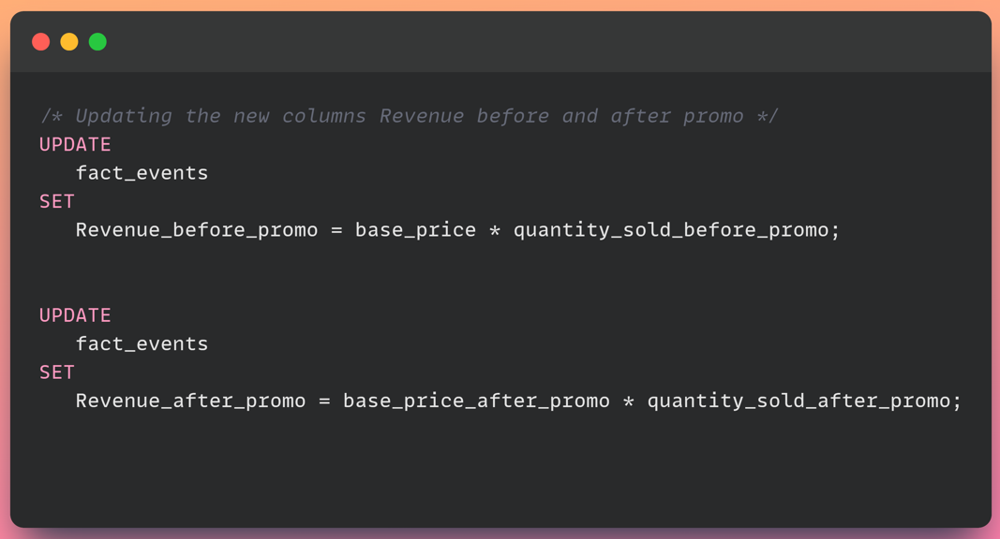 /* Updating the new columns Revenue before and after promo */
UPDATE
fact_events
SET
Revenue_before_promo = base_price * quantity_sold_before_promo;
UPDATE
fact_events
SET
Revenue_after_promo = base_price_after_promo * quantity_sold_after_promo;